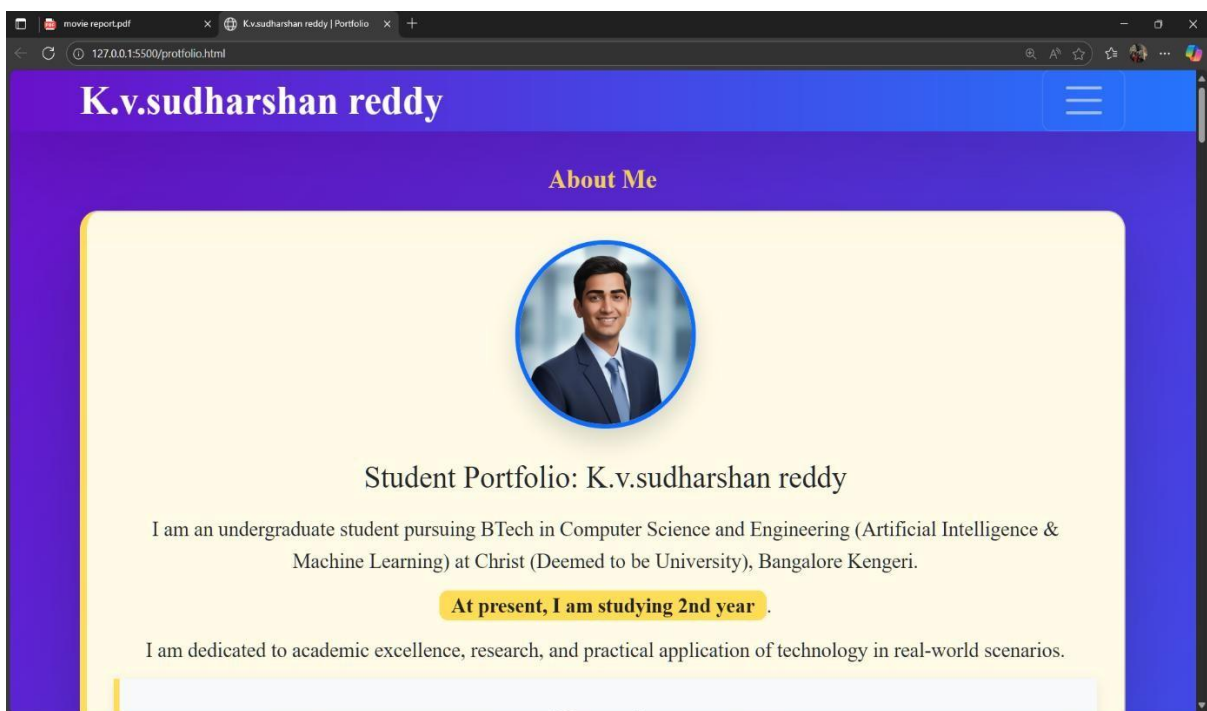 movie report.pdf
K.v.sudharshan reddy | Portfolio
127.0.0.1:5500/protfolio.html
K.v.sudharshan reddy
About Me
Student Portfolio: K.v.sudharshan reddy
I am an undergraduate student pursuing BTech in Computer Science and Engineering (Artificial Intelligence &
Machine Learning) at Christ (Deemed to be University), Bangalore Kengeri.
At present, I am studying 2nd year .
I am dedicated to academic excellence, research, and practical application of technology in real-world scenarios.